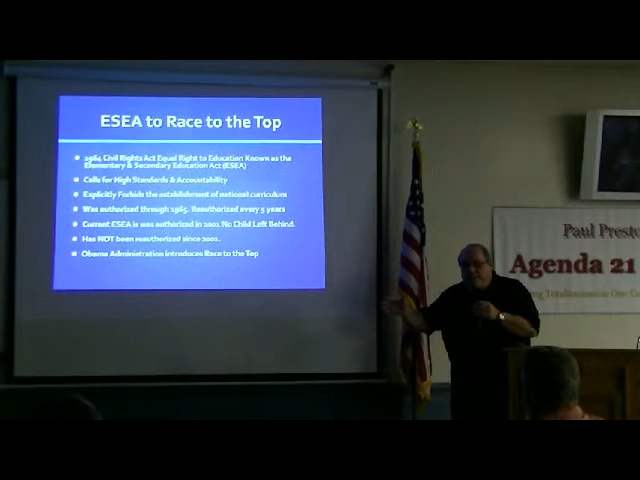 ESEA to Race to the Top
1964 Civil Rights Act Equal Right to Education Known as the
Elementary & Secondary Education Act (ESEA)
Calls for High Standards & Accountability
Explicitly Forbids the establishment of national curriculum
Was authorized through 1965. Reauthorized every 5 years
Current ESEA is was authorized in 2001 No Child Left Behind.
Has NOT been reauthorized since 2001.
Obama Administration introduces Race to the Top
Paul Presto
Agenda 21